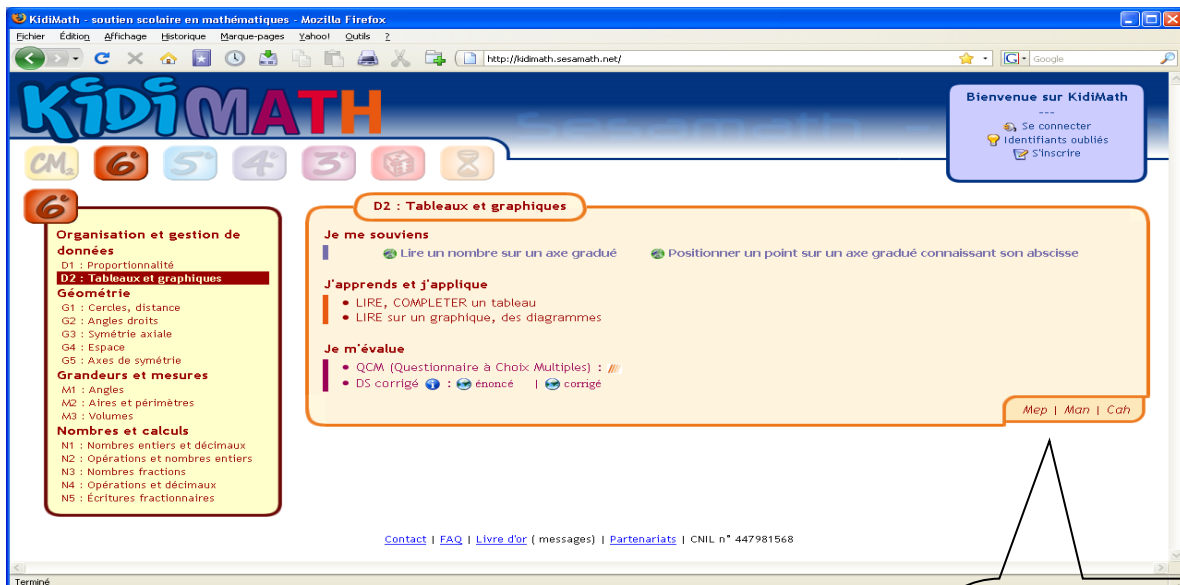 KidiMath - soutien scolaire en mathématiques - Mozilla Firefox
Fichier Édition Affichage Historique Marque-pages Yahoo! Outils ?
http://kidimath.sesamath.net/ Google
KiDiMATH
Sesamath
Bienvenue sur KidiMath
---
Se connecter
Identifiants oubliés
S'inscrire
CM2 6e 5e 4e 3e
6e
Organisation et gestion de
données
D1 : Proportionnalité
D2 : Tableaux et graphiques
Géométrie
G1 : Cercles, distance
G2 : Angles droits
G3 : Symétrie axiale
G4 : Espace
G5 : Axes de symétrie
Grandeurs et mesures
M1 : Angles
M2 : Aires et périmètres
M3 : Volumes
Nombres et calculs
N1 : Nombres entiers et décimaux
N2 : Opérations et nombres entiers
N3 : Nombres fractions
N4 : Opérations et décimaux
N5 : Écritures fractionnaires
D2 : Tableaux et graphiques
Je me souviens
Lire un nombre sur un axe gradué Positionner un point sur un axe gradué connaissant son abscisse
J'apprends et j'applique
• LIRE, COMPLETER un tableau
• LIRE sur un graphique, des diagrammes
Je m'évalue
• QCM (Questionnaire à Choix Multiples) :
• DS corrigé : énoncé | corrigé
Mep | Man | Cah
Contact | FAQ | Livre d'or ( messages) | Partenariats | CNIL n° 447981568
Terminé